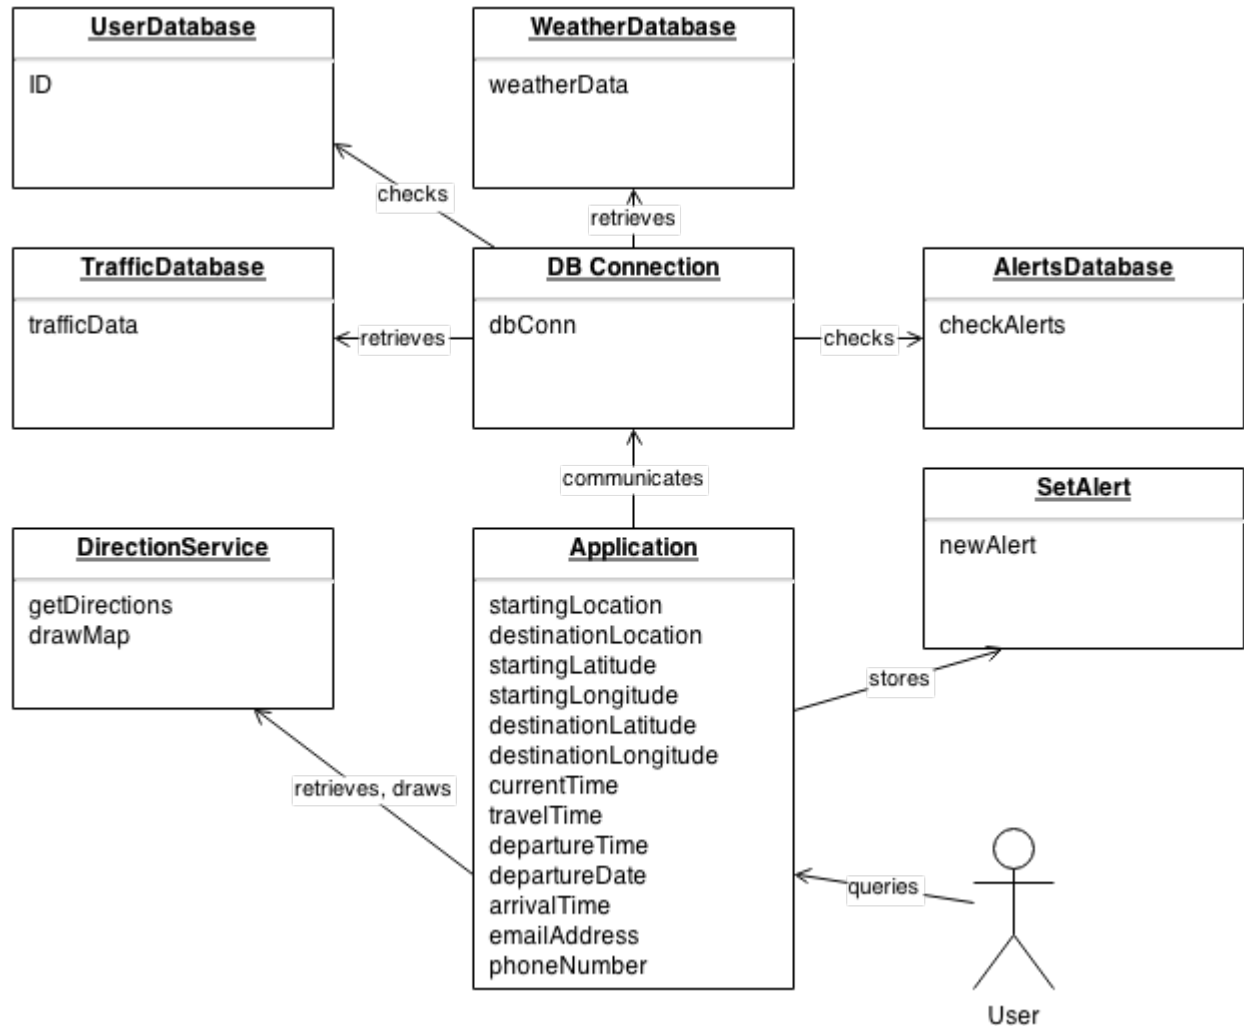 UserDatabase
ID
WeatherDatabase
weatherData
checks
retrieves
TrafficDatabase
trafficData
retrieves
DB Connection
dbConn
checks
AlertsDatabase
checkAlerts
communicates
SetAlert
newAlert
DirectionService
getDirections
drawMap
Application
startingLocation
destinationLocation
startingLatitude
startingLongitude
destinationLatitude
destinationLongitude
currentTime
travelTime
departureTime
departureDate
arrivalTime
emailAddress
phoneNumber
stores
retrieves, draws
queries
User